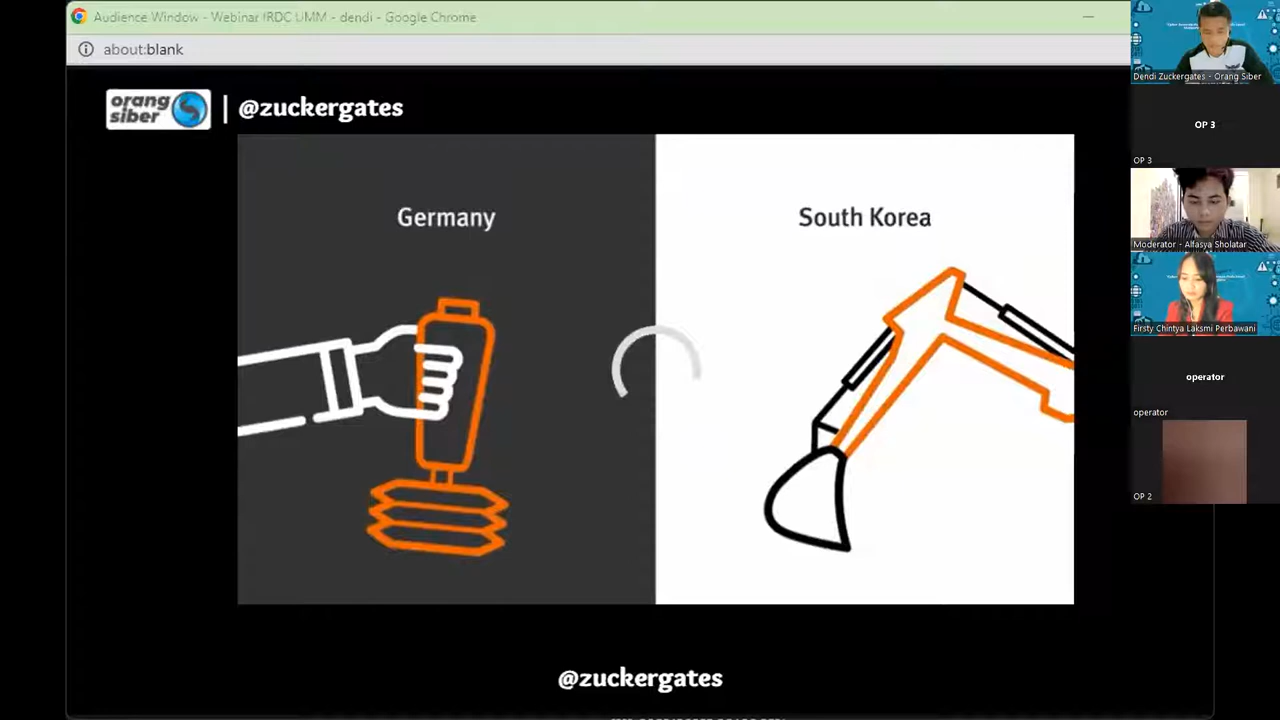 Audience Window - Webinar IRDC UMM - dendi - Google Chrome
about:blank
orang
siber
| @zuckergates
Germany
South Korea
@zuckergates
Dendi Zuckergates - Orang Siber
OP 3
OP 3
Moderator - Alfasya Sholatar
Firsty Chintya Laksmi Perbawani
operator
operator
OP 2